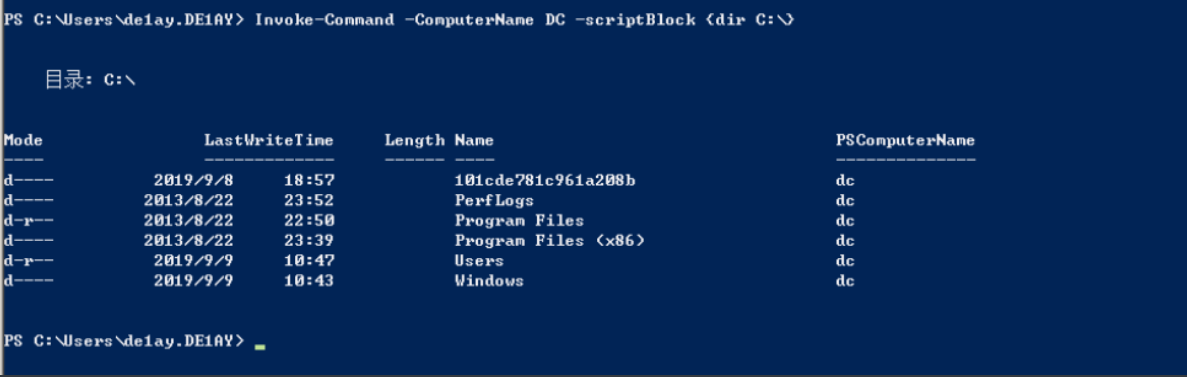 PS C:\Users\de1ay.DE1AY> Invoke-Command -ComputerName DC -scriptBlock {dir C:\}
目录: C:\
Mode LastWriteTime Length Name PSComputerName
---- ------------- ------ ---- --------------
d---- 2019/9/8 18:57 101cde781c961a208b dc
d---- 2013/8/22 23:52 PerfLogs dc
d-r-- 2013/8/22 22:50 Program Files dc
d---- 2013/8/22 23:39 Program Files (x86) dc
d-r-- 2019/9/9 10:47 Users dc
d---- 2019/9/9 10:43 Windows dc
PS C:\Users\de1ay.DE1AY>